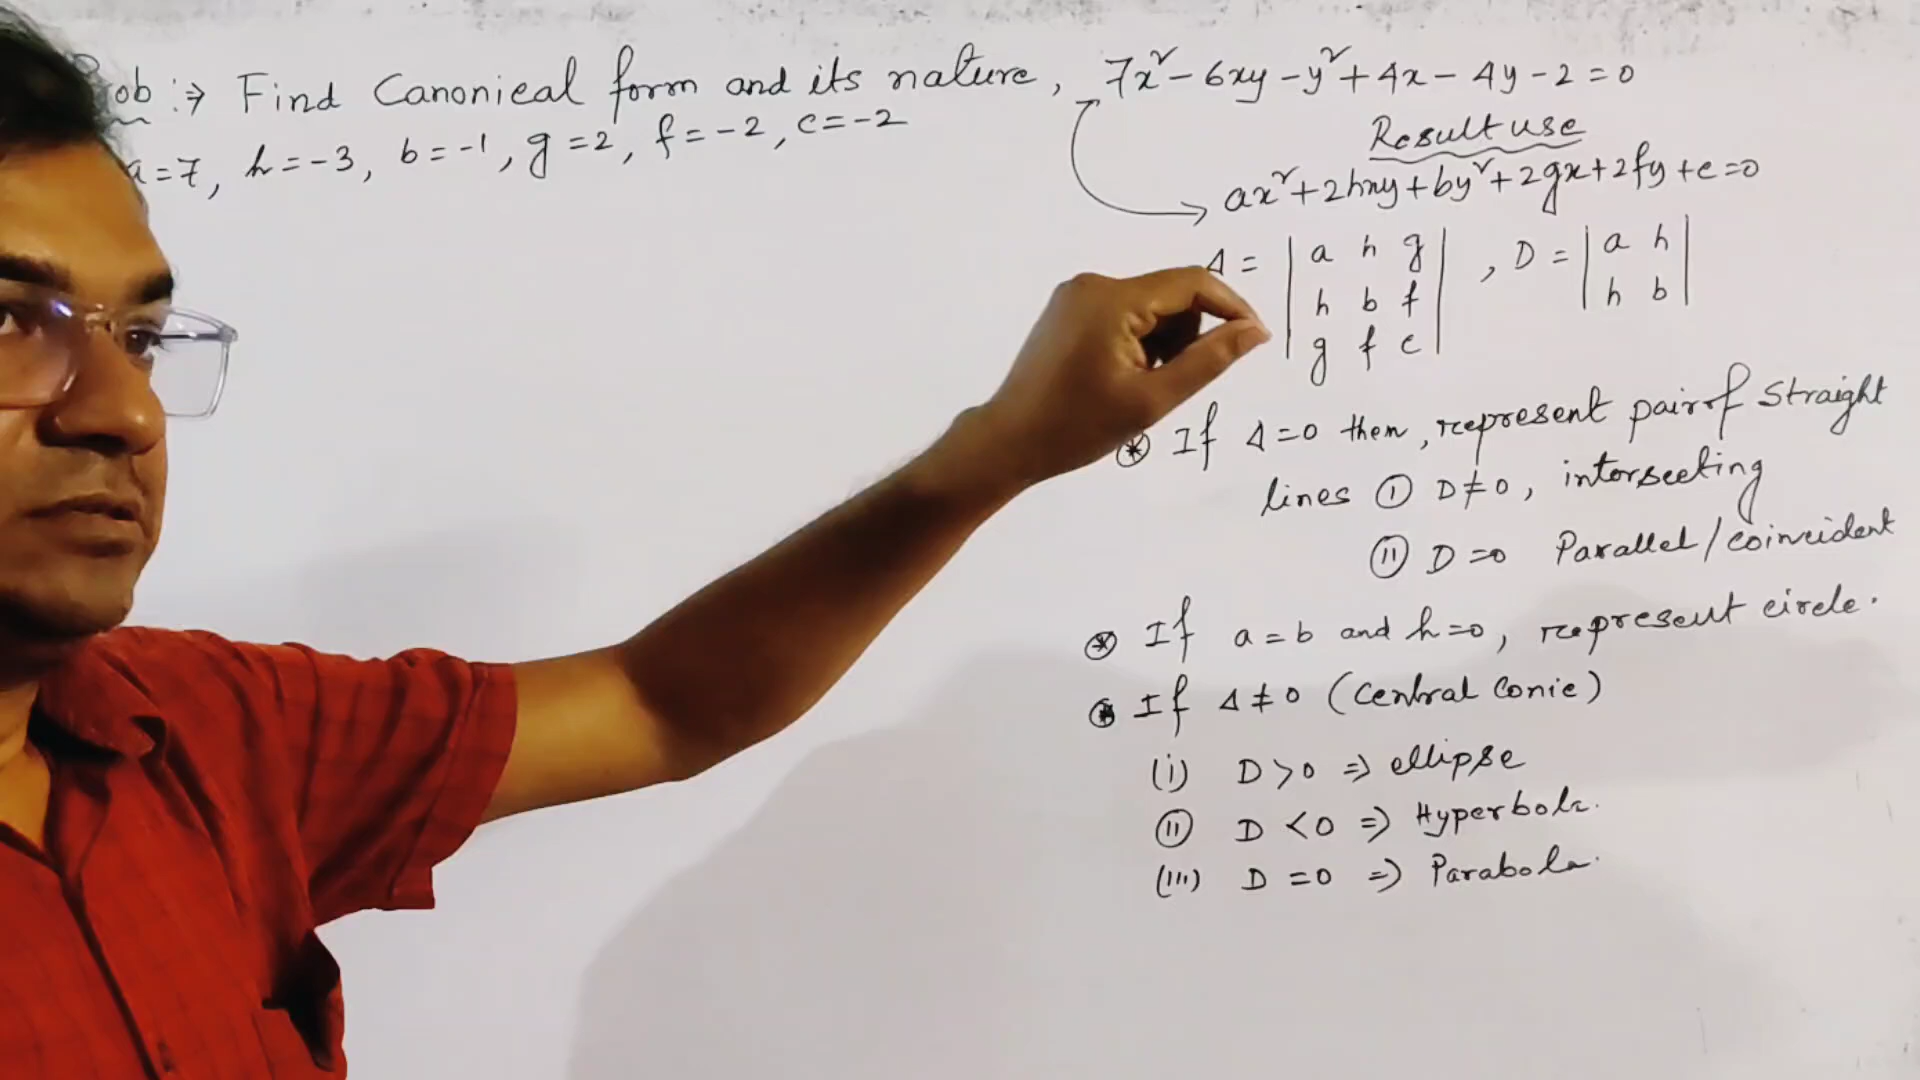 ob :→ Find Canonical form and its nature, 7x² - 6xy - y² + 4x - 4y - 2 = 0
a = 7, h = -3, b = -1, g = 2, f = -2, c = -2
Result use
ax² + 2hxy + by² + 2gx + 2fy + c = 0
Δ = | a h g | , D = | a h |
| h b f | | h b |
| g f c |
⊛ If Δ = 0 then, represent pair of straight
lines ① D ≠ 0, intersecting
(ii) D = 0 Parallel / coincident
⊛ If a = b and h = 0, represent circle.
⊛ If Δ ≠ 0 (Central Conic)
(i) D > 0 ⇒ ellipse
(ii) D < 0 ⇒ Hyperbola.
(iii) D = 0 ⇒ Parabola.